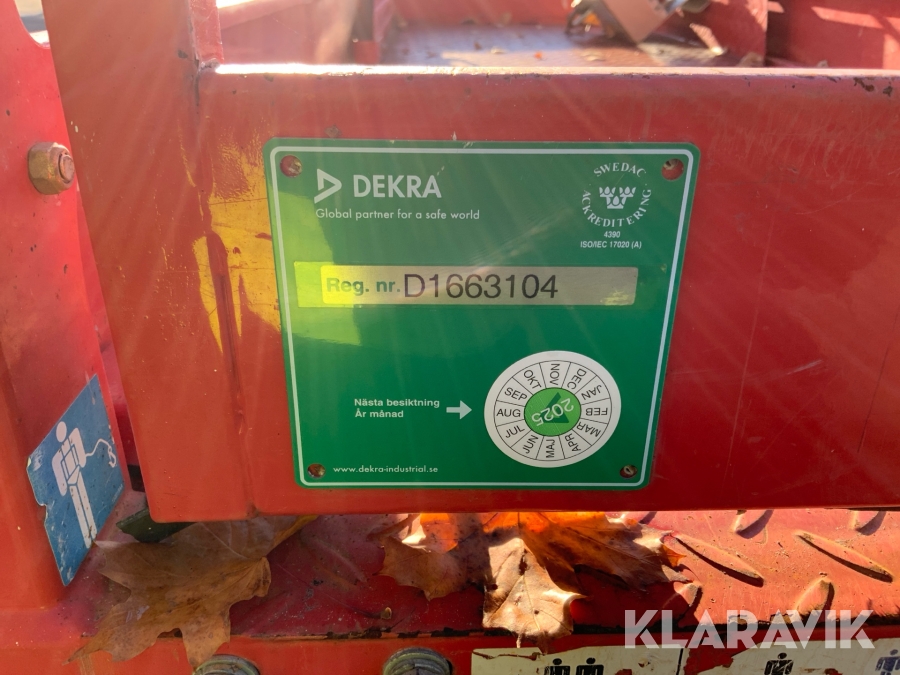 DEKRA
Global partner for a safe world
SWEDAC
ACKREDITERING
4390
ISO/IEC 17020 (A)
Reg. nr. D1663104
Nästa besiktning
År månad
JAN
FEB
MAR
APR
MAJ
JUN
JUL
AUG
SEP
OKT
NOV
DEC
2025
www.dekra-industrial.se
KLARAVIK